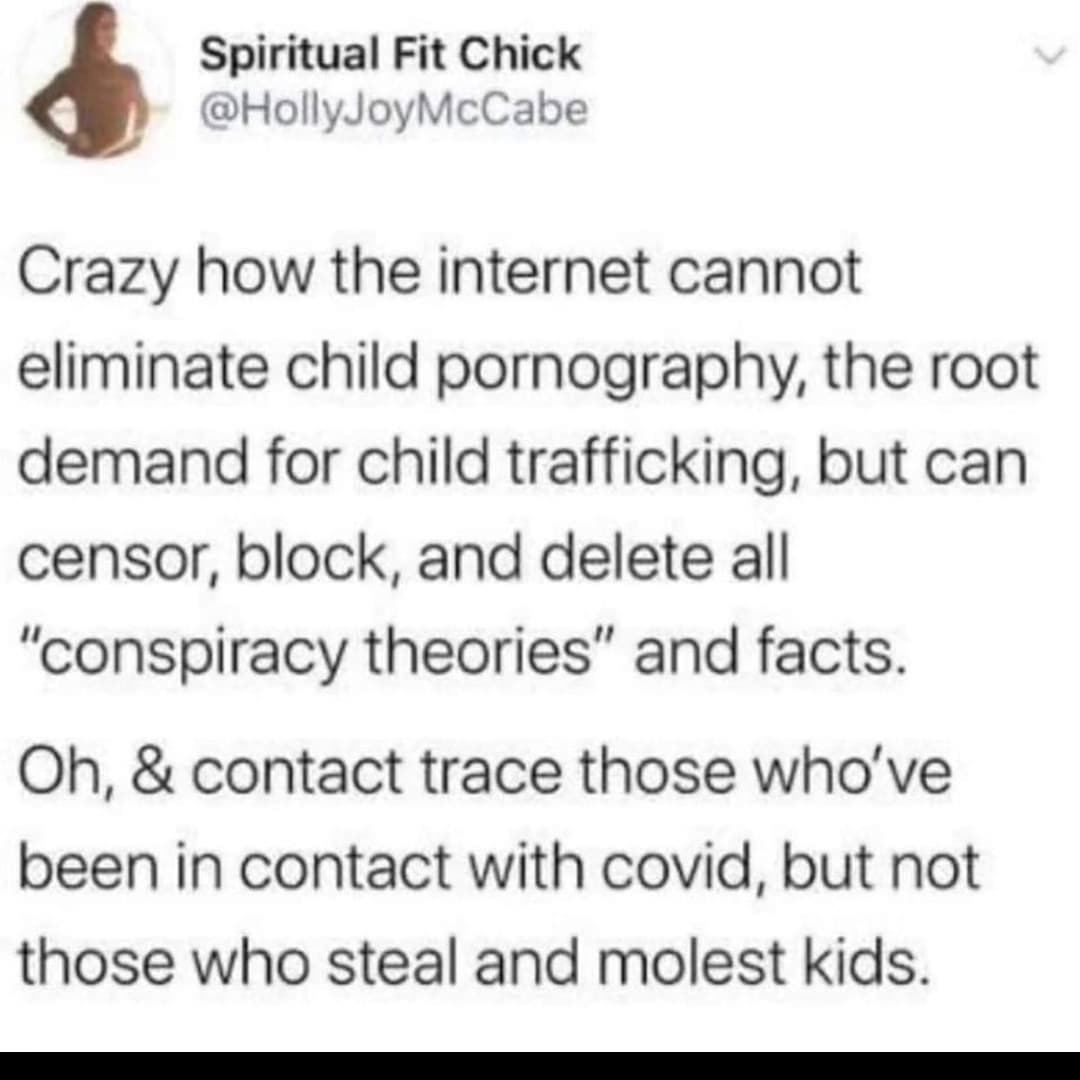 Spiritual Fit Chick
@HollyJoyMcCabe
Crazy how the internet cannot
eliminate child pornography, the root
demand for child trafficking, but can
censor, block, and delete all
"conspiracy theories" and facts.
Oh, & contact trace those who've
been in contact with covid, but not
those who steal and molest kids.